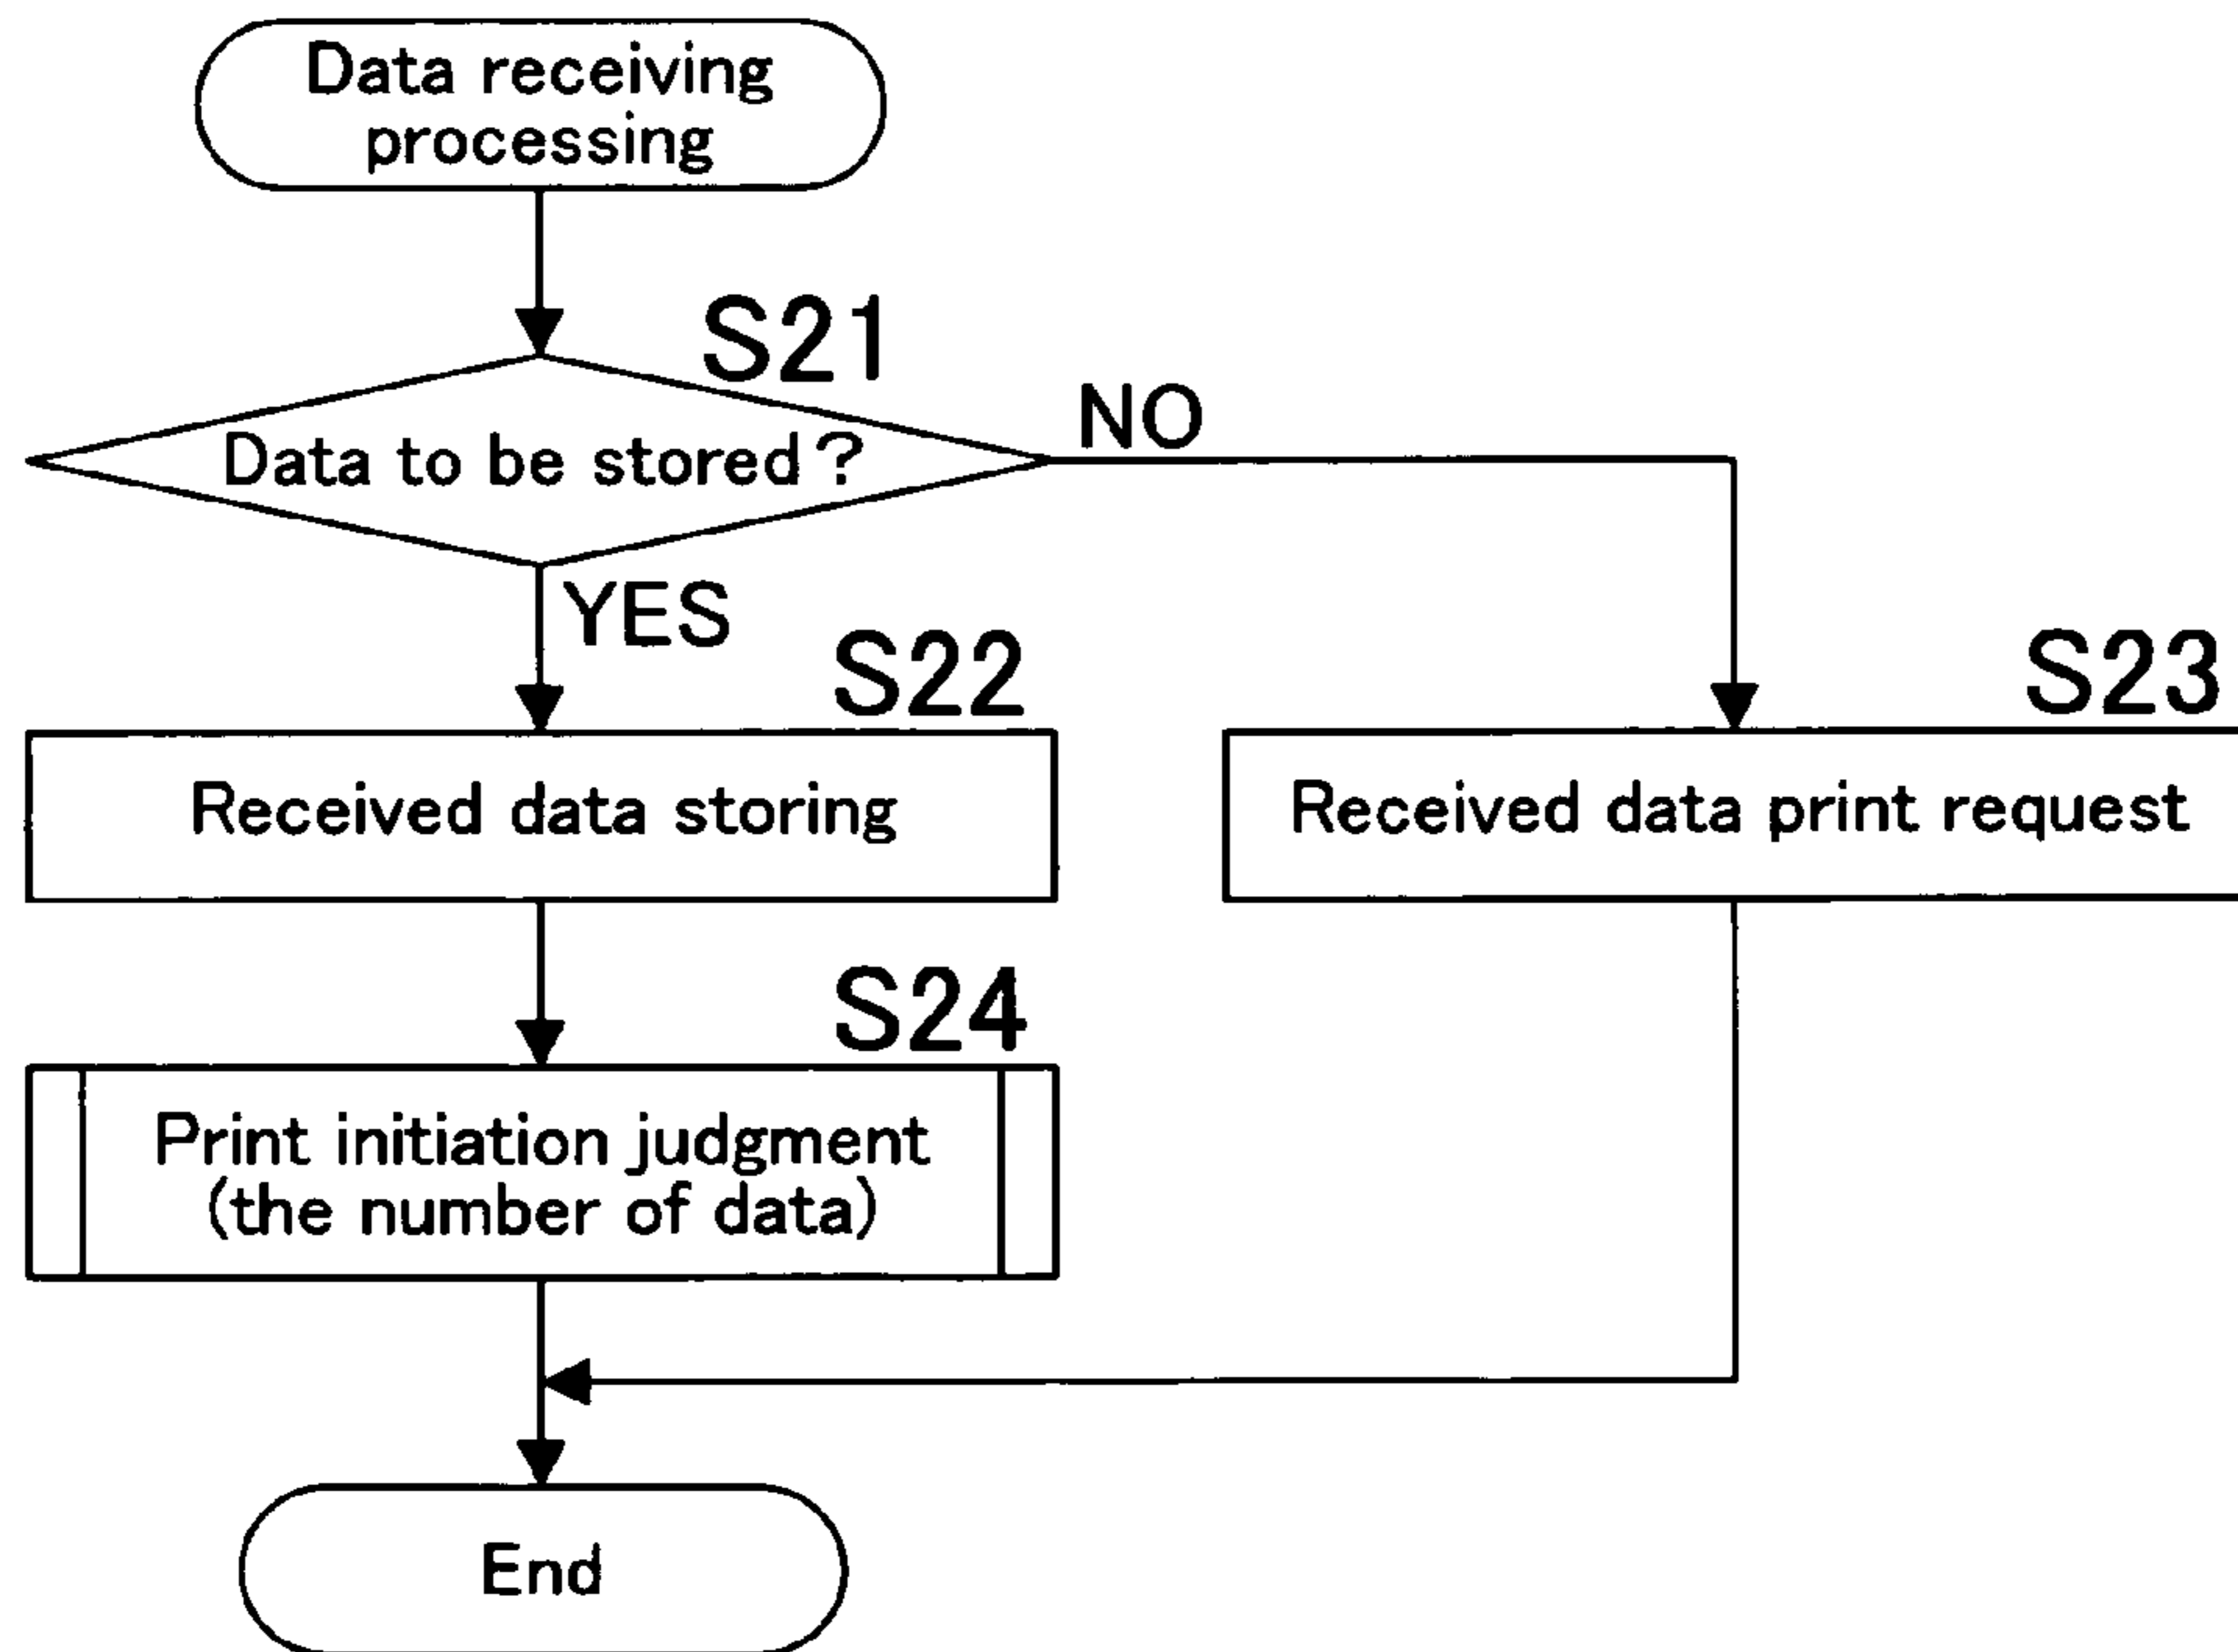 Data receiving
processing
S21
Data to be stored?
NO
YES
S22
Received data storing
S23
Received data print request
S24
Print initiation judgment
(the number of data)
End